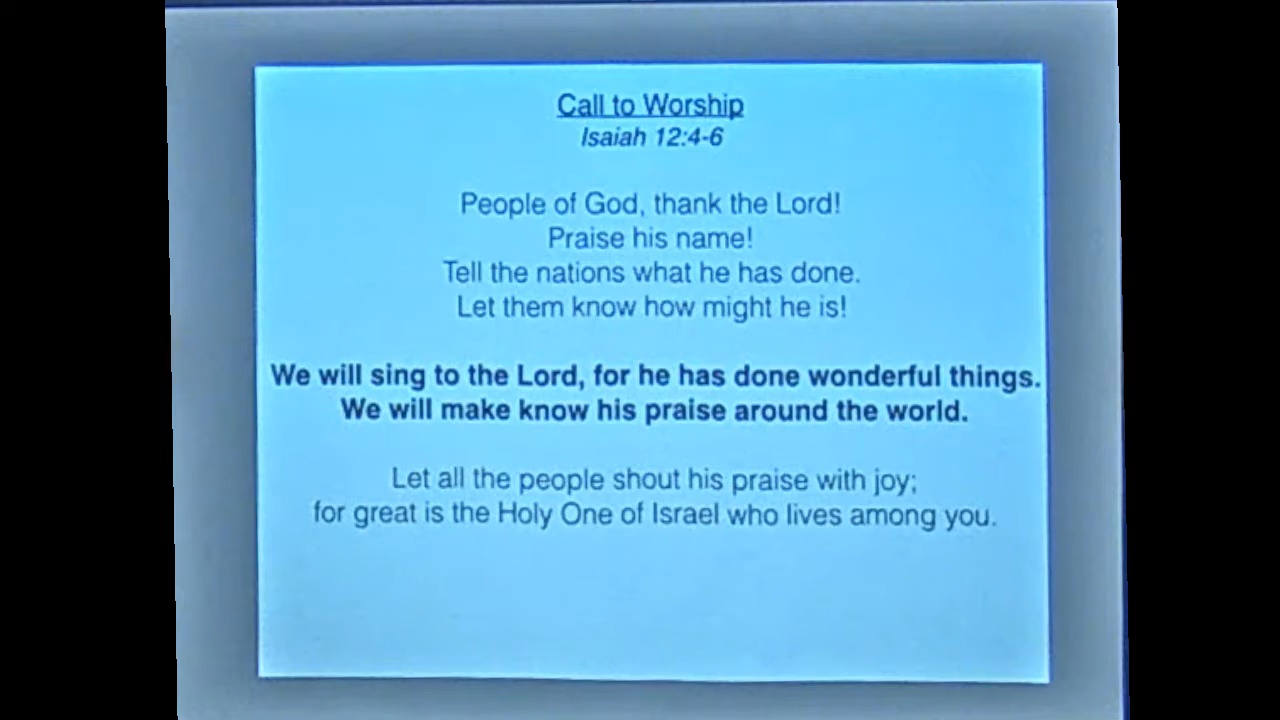 Call to Worship
Isaiah 12:4-6
People of God, thank the Lord!
Praise his name!
Tell the nations what he has done.
Let them know how might he is!
We will sing to the Lord, for he has done wonderful things.
We will make know his praise around the world.
Let all the people shout his praise with joy;
for great is the Holy One of Israel who lives among you.